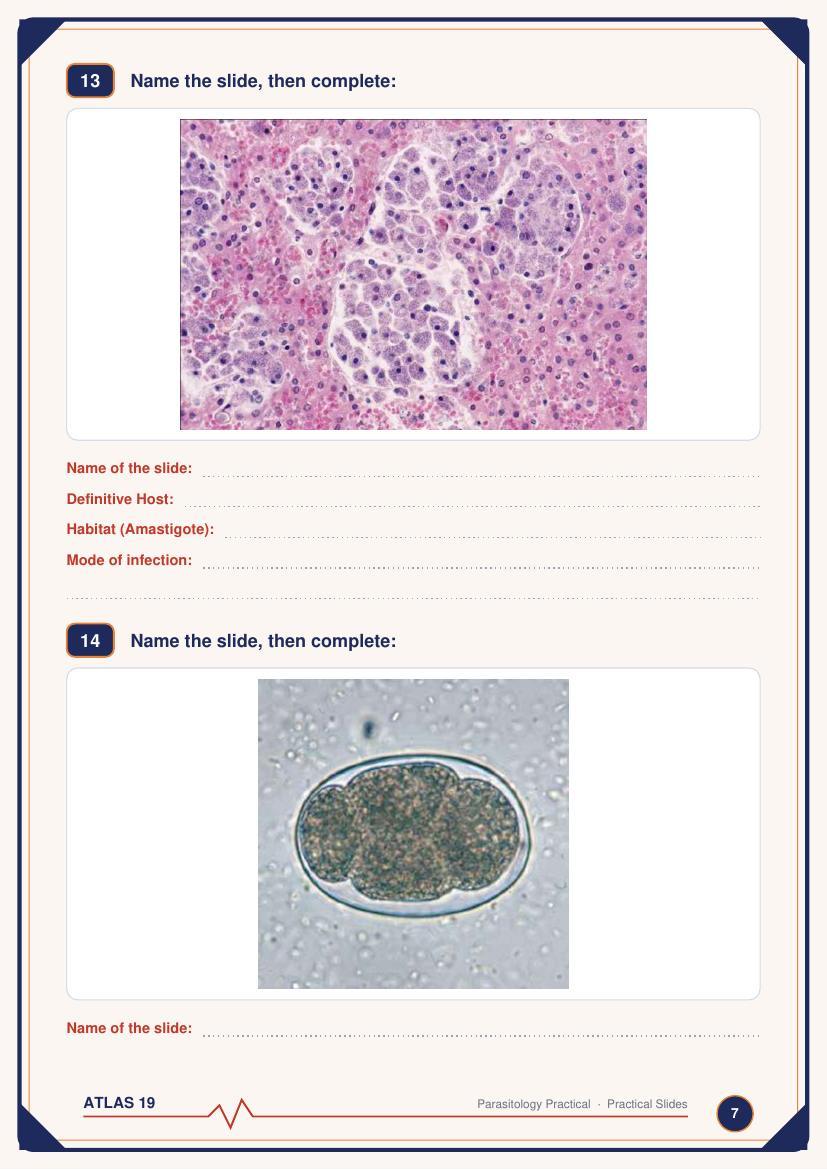 13 Name the slide, then complete:
Name of the slide:
Definitive Host:
Habitat (Amastigote):
Mode of infection:
14 Name the slide, then complete:
Name of the slide:
ATLAS 19
Parasitology Practical · Practical Slides
7